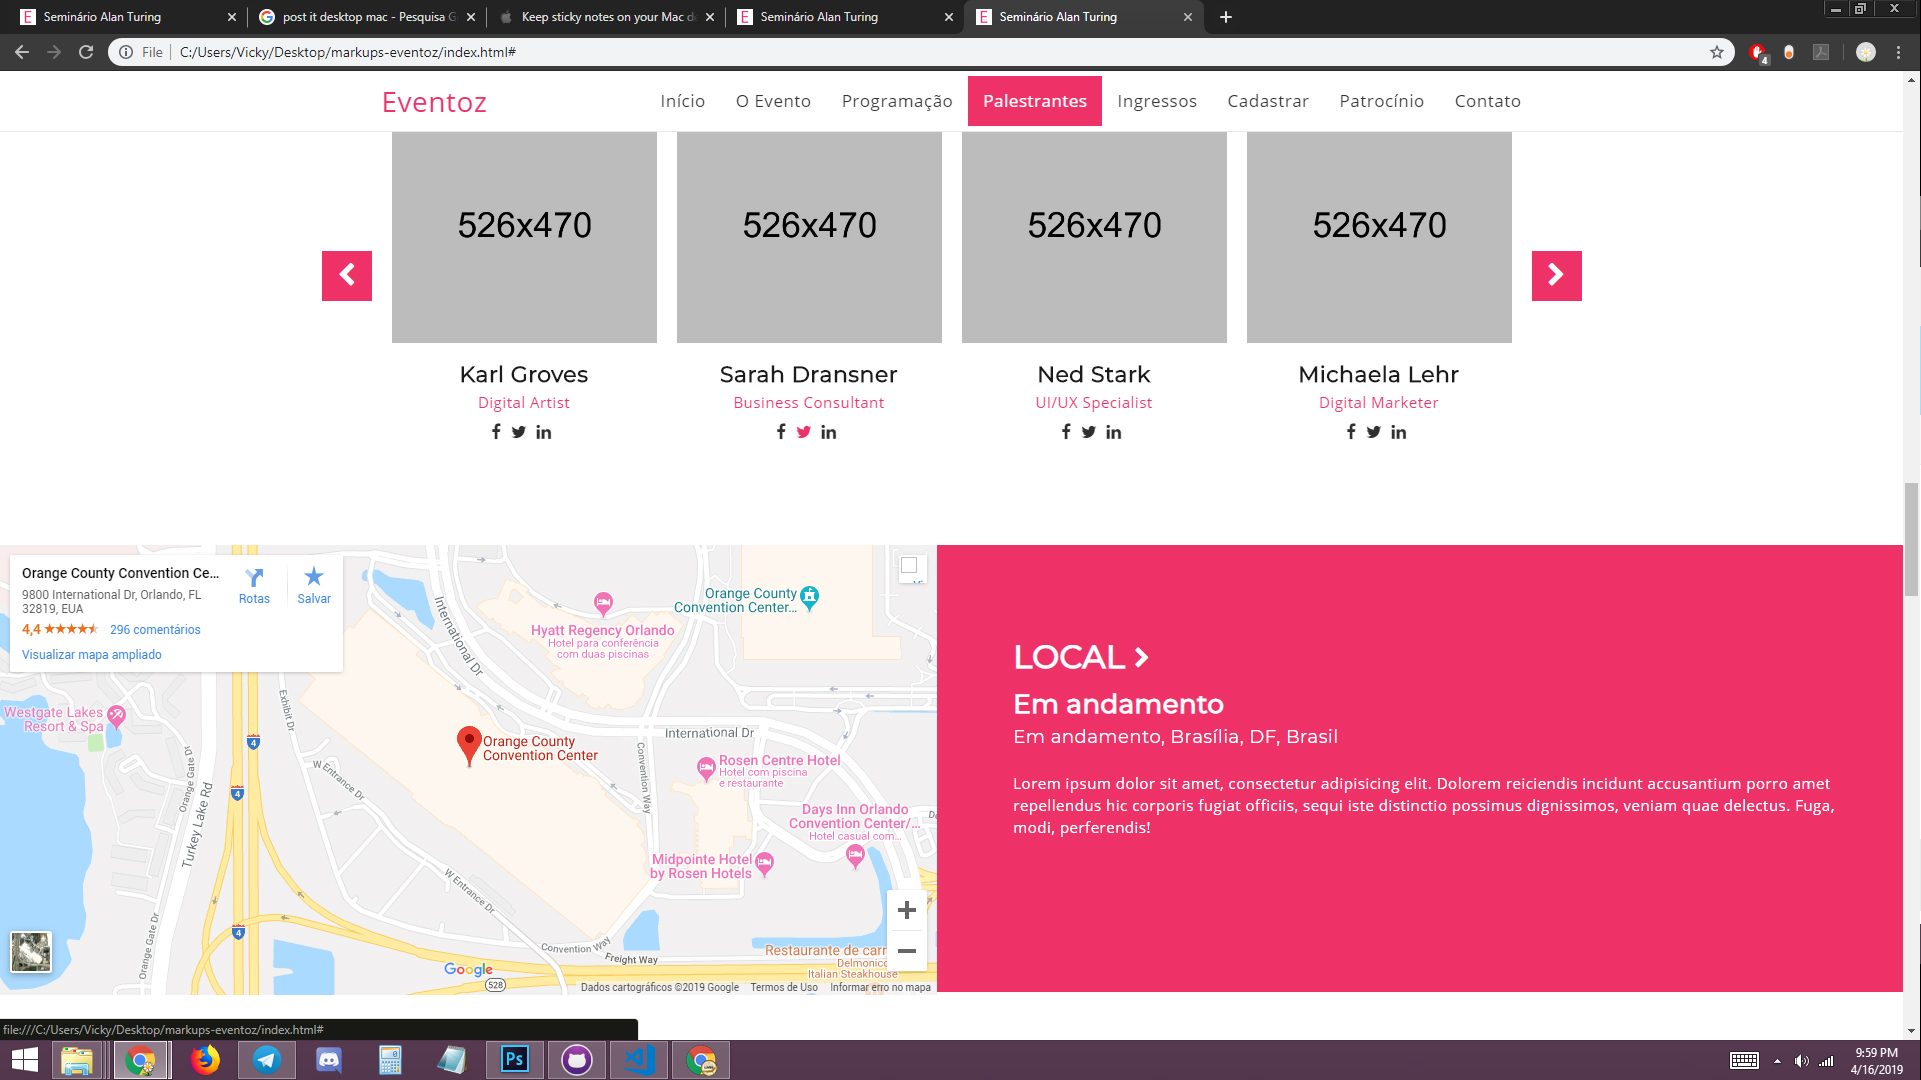 Seminário Alan Turing
post it desktop mac - Pesquisa G
Keep sticky notes on your Mac d
Seminário Alan Turing
Seminário Alan Turing
File
C:/Users/Vicky/Desktop/markups-eventoz/index.html#
4
Eventoz
Início
O Evento
Programação
Palestrantes
Ingressos
Cadastrar
Patrocínio
Contato
526x470
526x470
526x470
526x470
Karl Groves
Digital Artist
Sarah Dransner
Business Consultant
Ned Stark
UI/UX Specialist
Michaela Lehr
Digital Marketer
Orange County Convention Ce...
9800 International Dr, Orlando, FL
32819, EUA
4,4
296 comentários
Visualizar mapa ampliado
Rotas
Salvar
International Dr
Hyatt Regency Orlando
Hotel para conferência
com duas piscinas
Orange County
Convention Center...
Westgate Lakes
Resort & Spa
Exhibit Dr
Orange Gate Dr
Turkey Lake Rd
W Entrance Dr
Orange County
Convention Center
International Dr
Convention Way
Rosen Centre Hotel
Hotel com piscina
e restaurante
Days Inn Orlando
Convention Center/...
Hotel casual com...
Midpointe Hotel
by Rosen Hotels
W Entrance Dr
Orange Gate Dr
4
4
4
Convention Way
Freight Way
528
Restaurante de carr
Delmonico
Italian Steakhouse
Google
Dados cartográficos ©2019 Google
Termos de Uso
Informar erro no mapa
LOCAL
Em andamento
Em andamento, Brasília, DF, Brasil
Lorem ipsum dolor sit amet, consectetur adipisicing elit. Dolorem reiciendis incidunt accusantium porro amet
repellendus hic corporis fugiat officiis, sequi iste distinctio possimus dignissimos, veniam quae delectus. Fuga,
modi, perferendis!
file:///C:/Users/Vicky/Desktop/markups-eventoz/index.html#
Ps
9:59 PM
4/16/2019